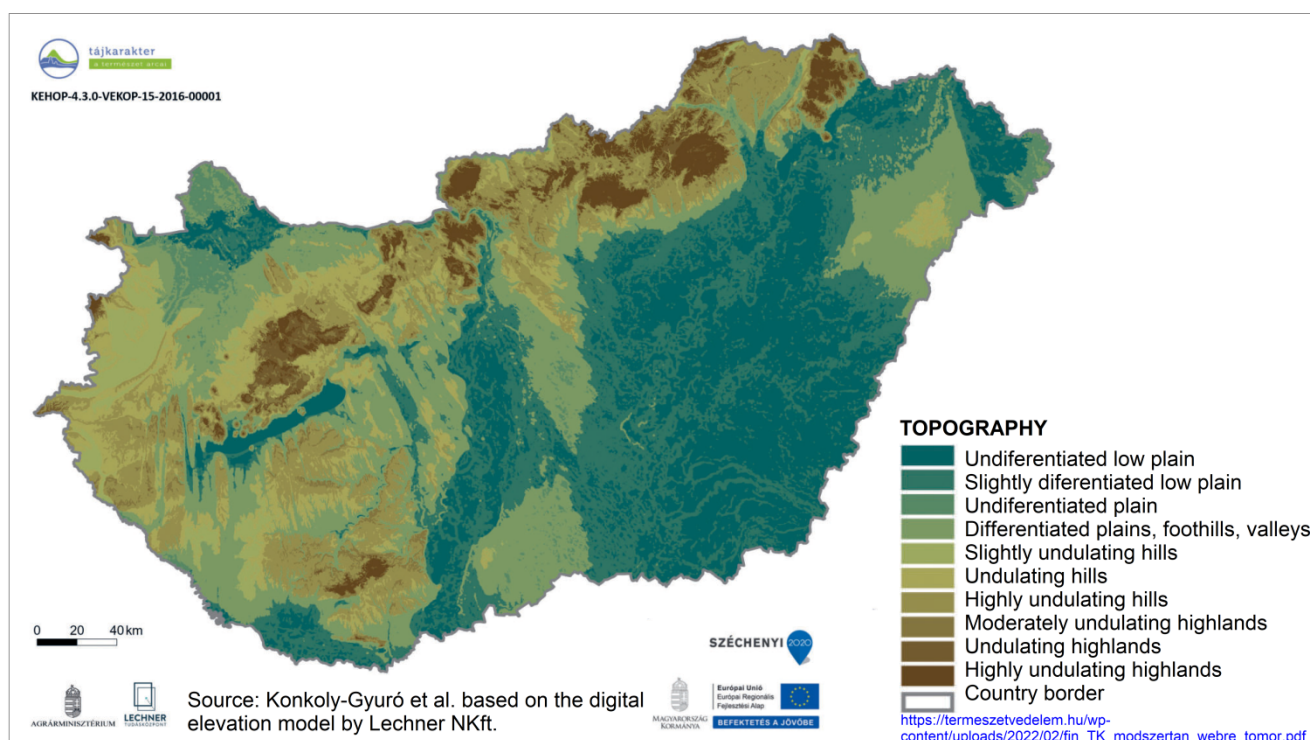 tájkarakter
a természet arcai
KEHOP-4.3.0-VEKOP-15-2016-00001
TOPOGRAPHY
Undiferentiated low plain
Slightly diferentiated low plain
Undifferentiated plain
Differentiated plains, foothills, valleys
Slightly undulating hills
Undulating hills
Highly undulating hills
Moderately undulating highlands
Undulating highlands
Highly undulating highlands
Country border
https://termeszetvedelem.hu/wp-
content/uploads/2022/02/fin_TK_modszertan_webre_tomor.pdf
0 20 40 km
AGRÁRMINISZTÉRIUM
LECHNER
TUDÁSKÖZPONT
Source: Konkoly-Gyuró et al. based on the digital
elevation model by Lechner NKft.
SZÉCHENYI 2020
MAGYARORSZÁG
KORMÁNYA
Európai Unió
Európai Regionális
Fejlesztési Alap
BEFEKTETÉS A JÖVŐBE